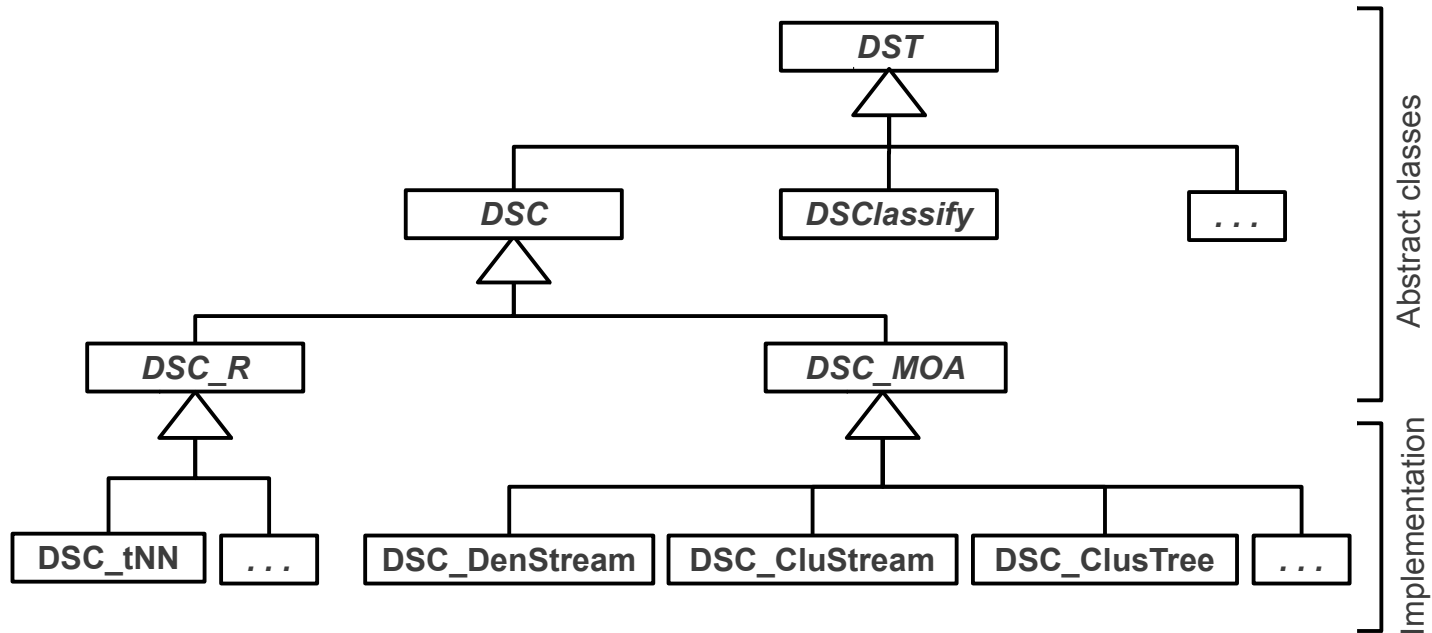 DST
DSC
DSClassify
. . .
DSC_R
DSC_MOA
DSC_tNN
. . .
DSC_DenStream
DSC_CluStream
DSC_ClusTree
. . .
Abstract classes
Implementation